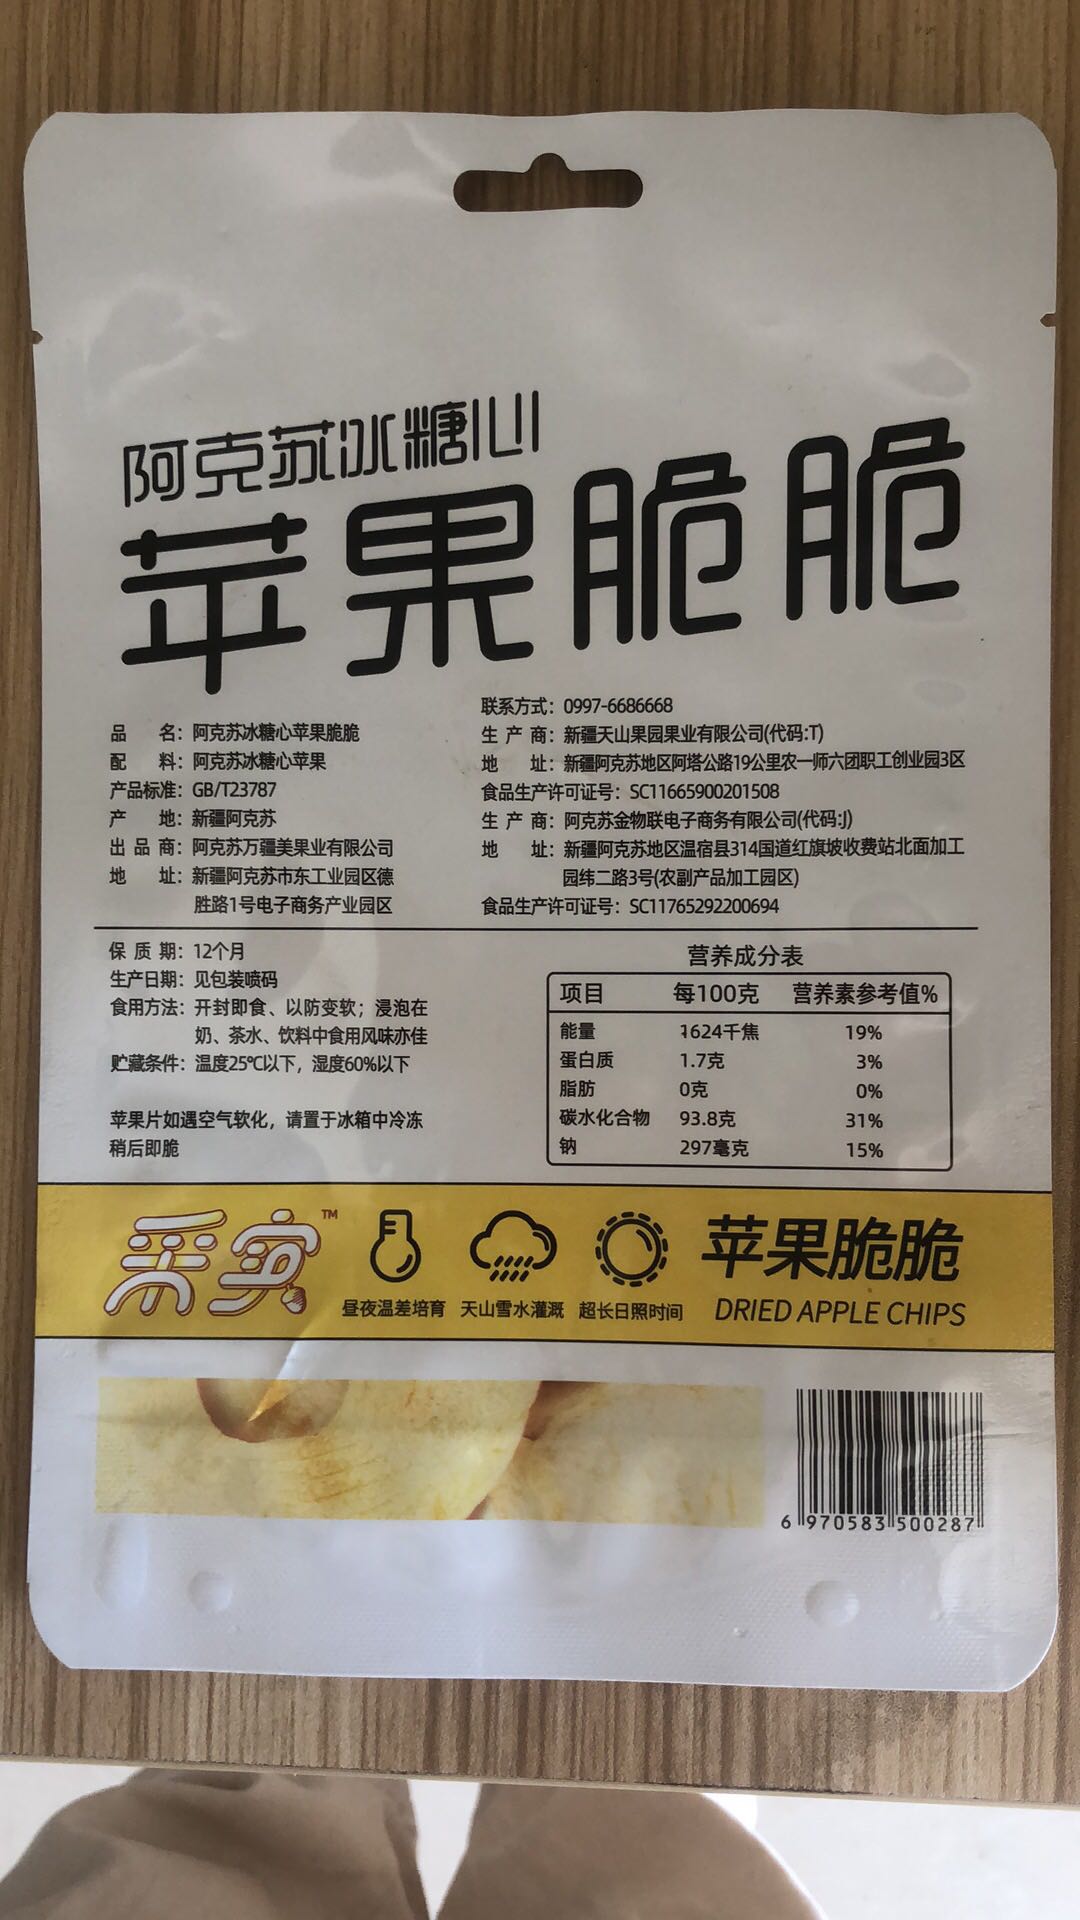 阿克苏冰糖心
苹果脆脆
品名：阿克苏冰糖心苹果脆脆
配料：阿克苏冰糖心苹果
产品标准：GB/T23787
产地：新疆阿克苏
出品商：阿克苏万疆美果业有限公司
地址：新疆阿克苏市东工业园区德
胜路1号电子商务产业园区
联系方式：0997-6686668
生产商：新疆天山果园果业有限公司(代码:T)
地址：新疆阿克苏地区阿塔公路19公里农一师六团职工创业园3区
食品生产许可证号：SC11665900201508
生产商：阿克苏金物联电子商务有限公司(代码:J)
地址：新疆阿克苏地区温宿县314国道红旗坡收费站北面加工
园纬二路3号(农副产品加工园区)
食品生产许可证号：SC11765292200694
保质期：12个月
生产日期：见包装喷码
食用方法：开封即食、以防变软；浸泡在
奶、茶水、饮料中食用风味亦佳
贮藏条件：温度25℃以下，湿度60%以下
苹果片如遇空气软化，请置于冰箱中冷冻
稍后即脆
营养成分表
项目 每100克 营养素参考值%
能量 1624千焦 19%
蛋白质 1.7克 3%
脂肪 0克 0%
碳水化合物 93.8克 31%
钠 297毫克 15%
采实™
昼夜温差培育 天山雪水灌溉 超长日照时间
苹果脆脆
DRIED APPLE CHIPS
6 970583 500287